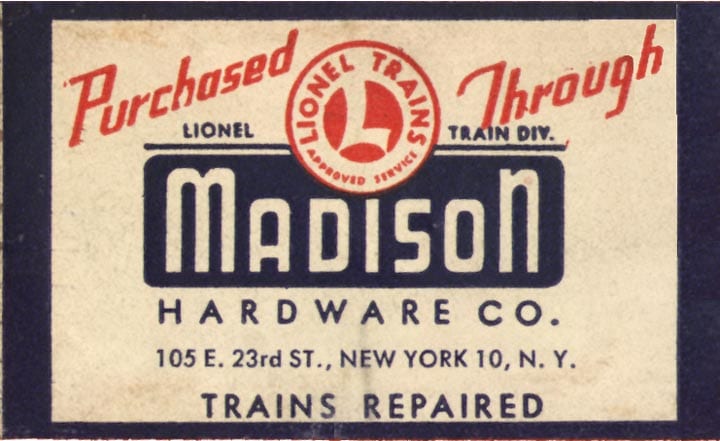 Purchased Through
LIONEL TRAINS
L
APPROVED SERVICE
LIONEL TRAIN DIV.
MADISON
HARDWARE CO.
105 E. 23rd ST., NEW YORK 10, N. Y.
TRAINS REPAIRED